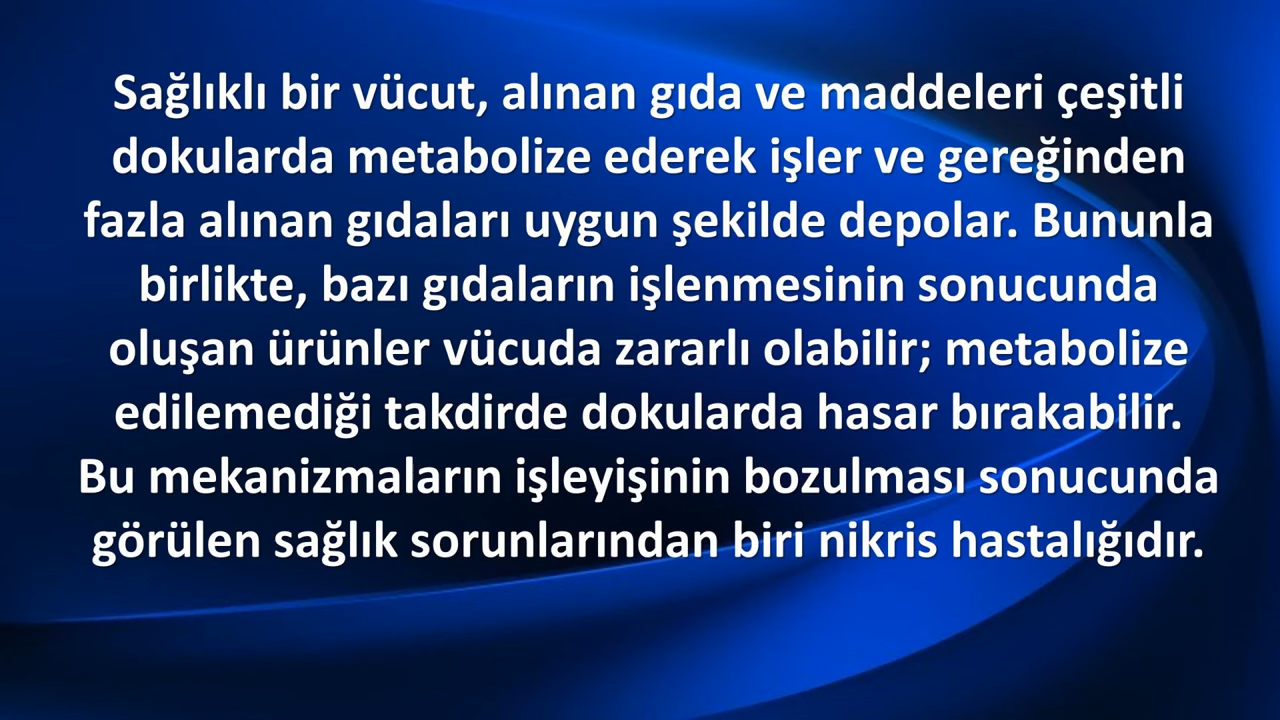 Sağlıklı bir vücut, alınan gıda ve maddeleri çeşitli
dokularda metabolize ederek işler ve gereğinden
fazla alınan gıdaları uygun şekilde depolar. Bununla
birlikte, bazı gıdaların işlenmesinin sonucunda
oluşan ürünler vücuda zararlı olabilir; metabolize
edilemediği takdirde dokularda hasar bırakabilir.
Bu mekanizmaların işleyişinin bozulması sonucunda
görülen sağlık sorunlarından biri nikris hastalığıdır.